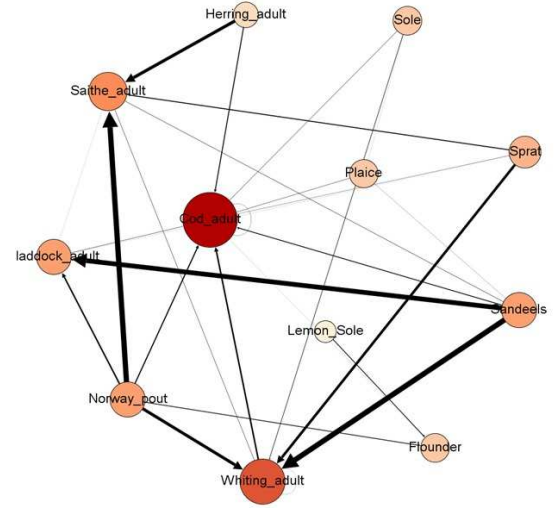 Herring_adult
Sole
Saithe_adult
Sprat
Plaice
Cod_adult
laddock_adult
Sandeels
Lemon_Sole
Norway_pout
Flounder
Whiting_adult